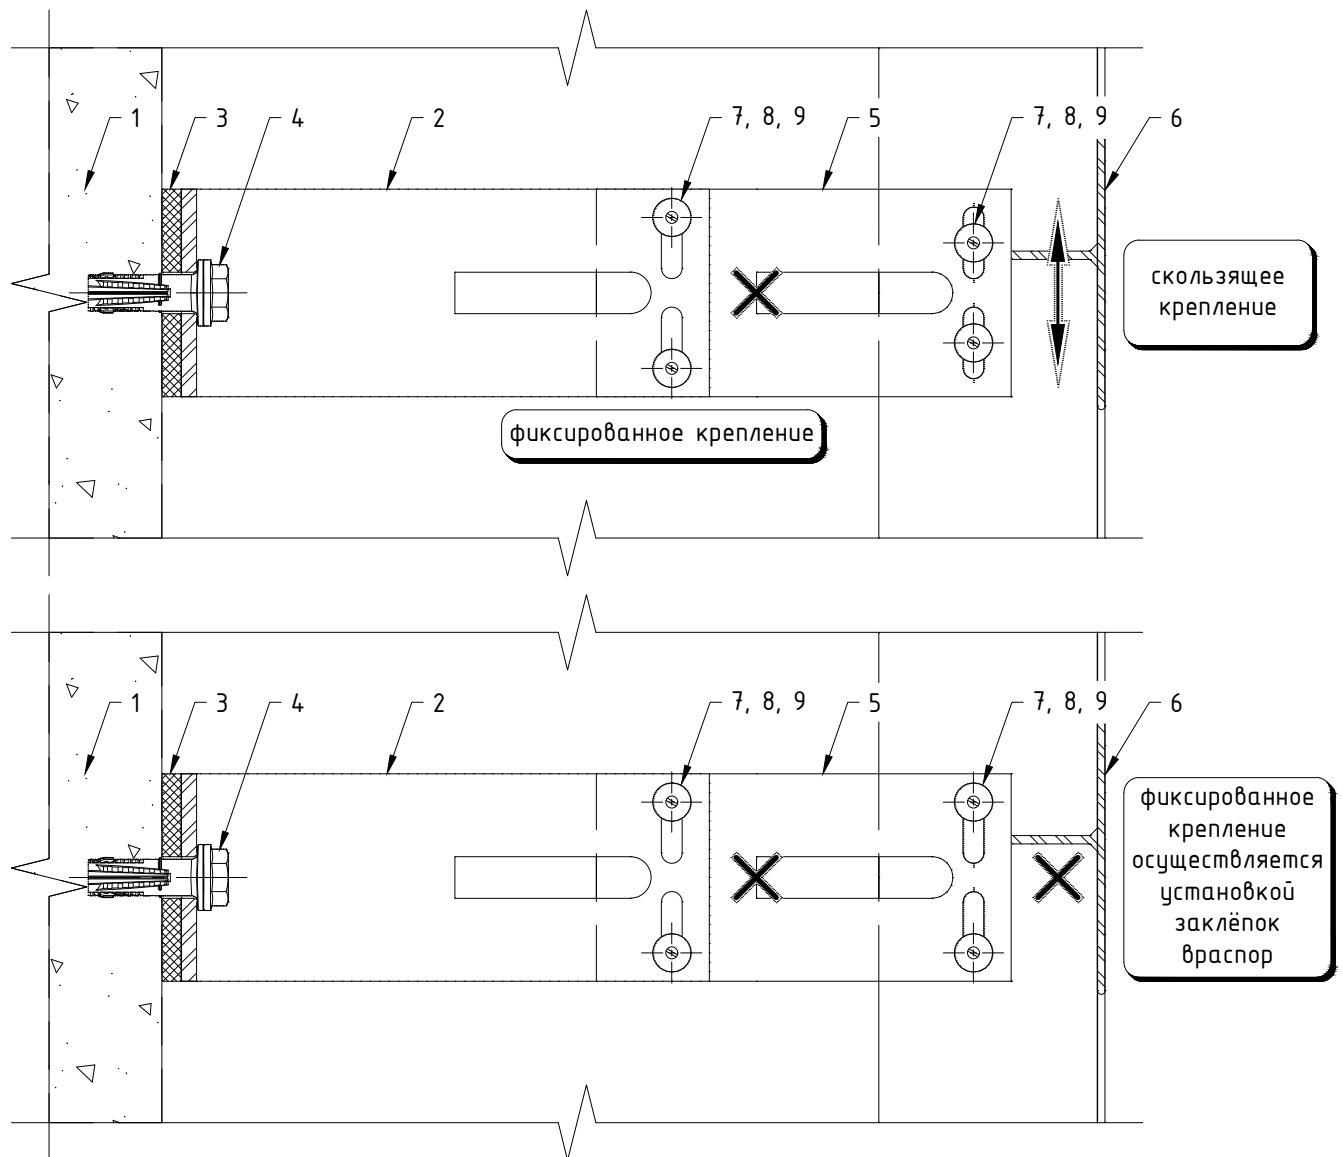 1
3
4
2
7, 8, 9
5
7, 8, 9
6
скользящее
крепление
фиксированное крепление
1
3
4
2
7, 8, 9
5
7, 8, 9
6
фиксированное
крепление
осуществляется
установкой
заклёпок
враспор